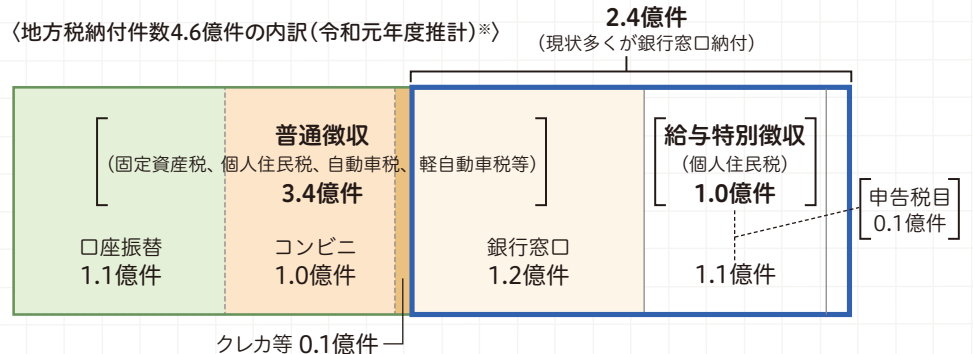 〈地方税納付件数4.6億件の内訳(令和元年度推計)※〉
2.4億件
(現状多くが銀行窓口納付)
普通徴収
(固定資産税、個人住民税、自動車税、軽自動車税等)
3.4億件
給与特別徴収
(個人住民税)
1.0億件
申告税目
0.1億件
口座振替
1.1億件
コンビニ
1.0億件
銀行窓口
1.2億件
1.1億件
クレカ等 0.1億件